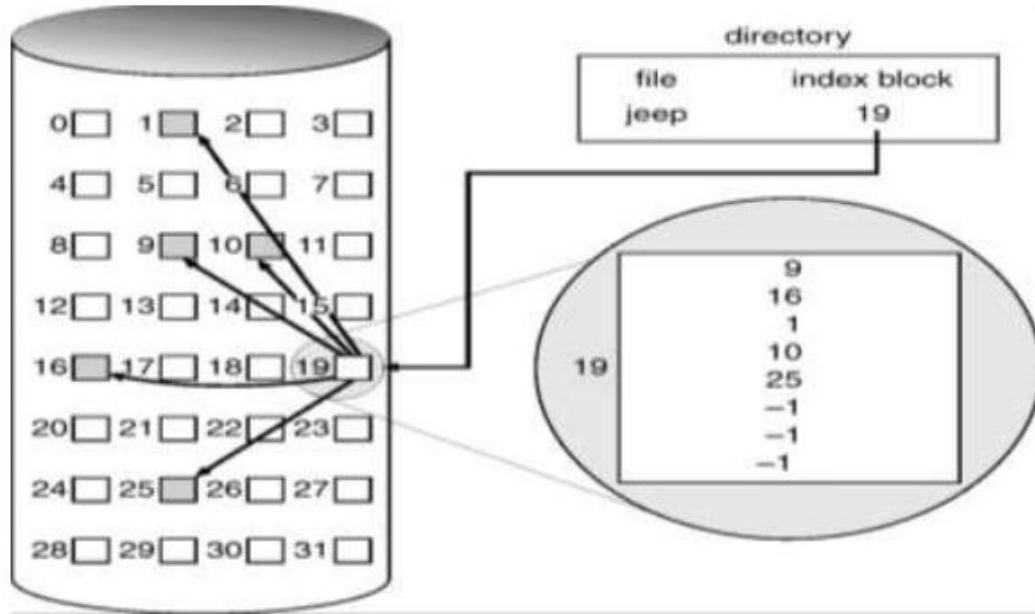 directory
file index block
jeep 19
0 1 2 3
4 5 6 7
8 9 10 11
12 13 14 15
16 17 18 19
20 21 22 23
24 25 26 27
28 29 30 31
19
9
16
1
10
25
−1
−1
−1